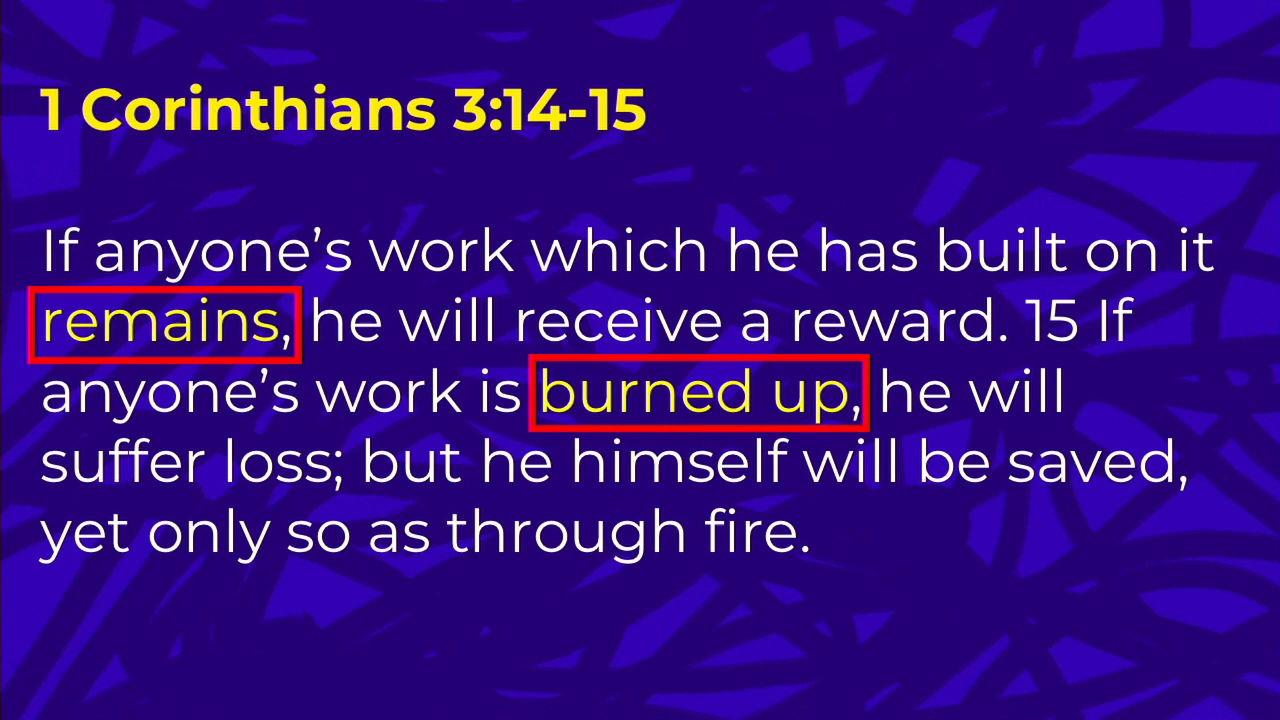 1 Corinthians 3:14-15
If anyone’s work which he has built on it
remains, he will receive a reward. 15 If
anyone’s work is burned up, he will
suffer loss; but he himself will be saved,
yet only so as through fire.